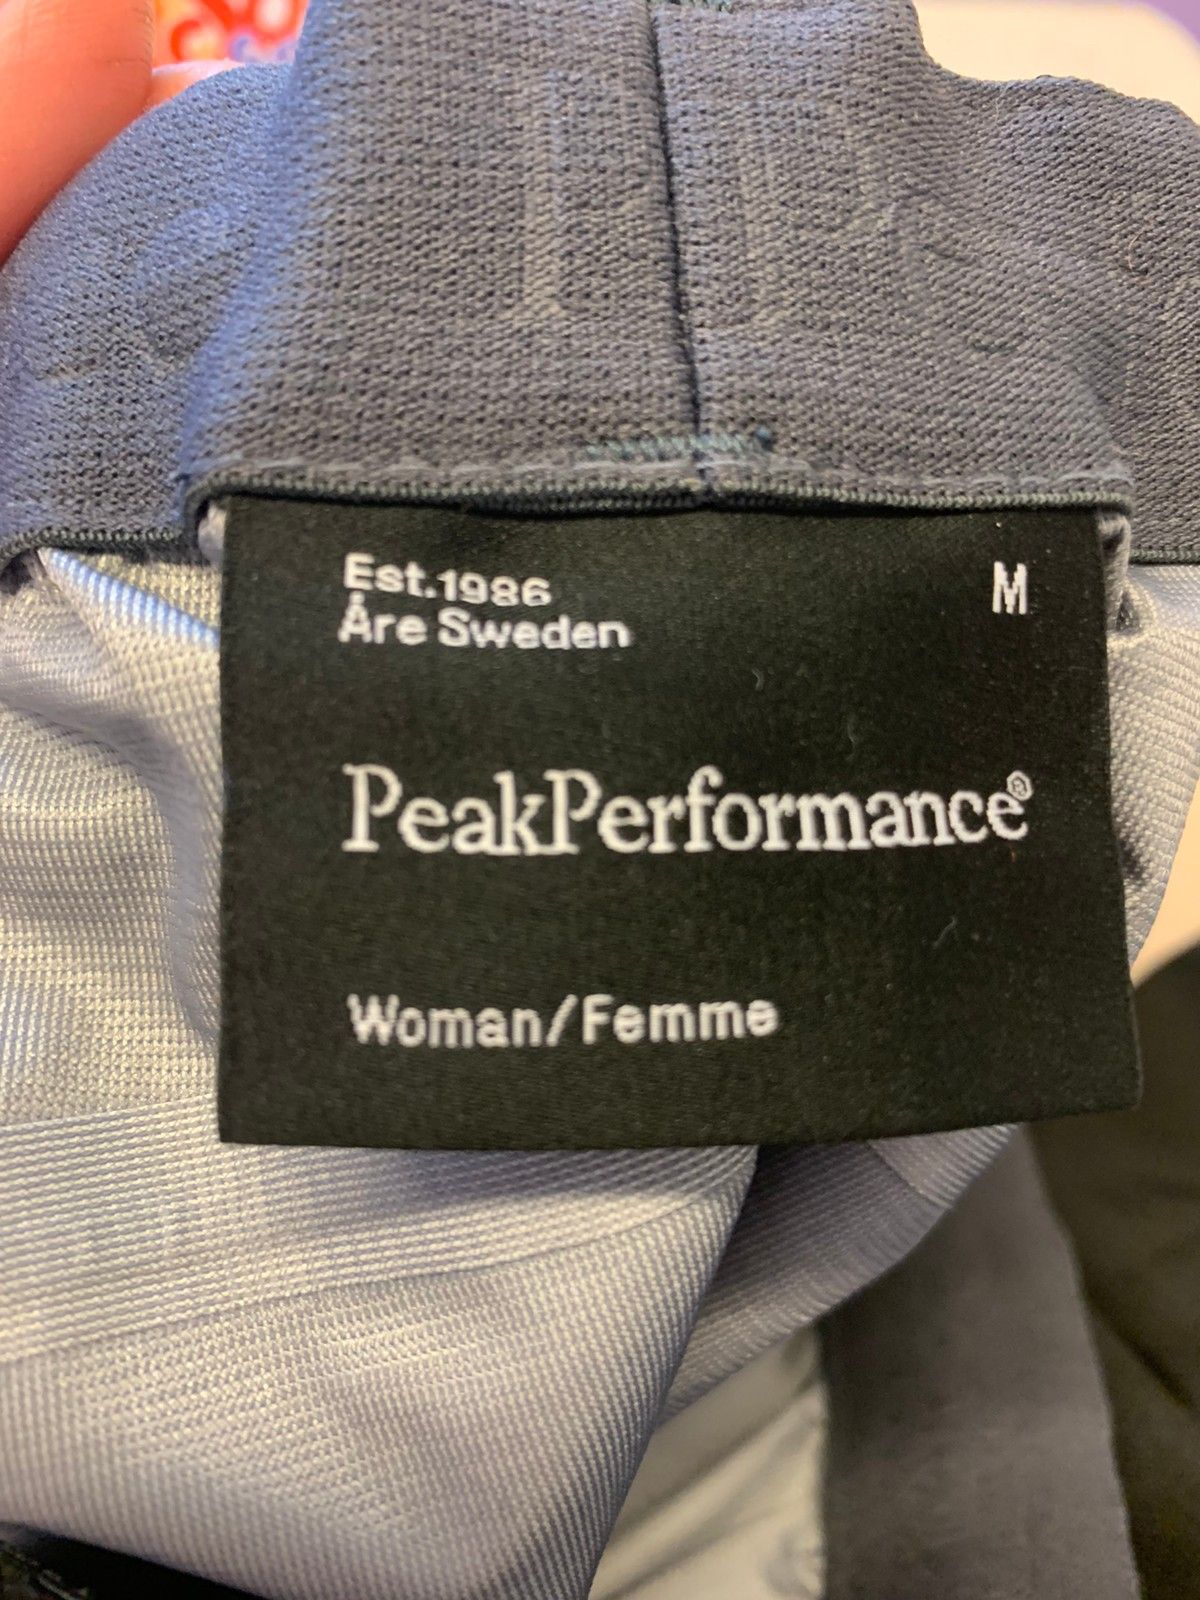 Est.1986
Åre Sweden
M
PeakPerformance®
Woman/Femme